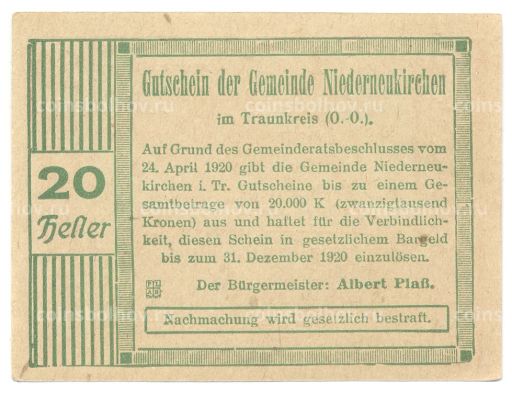 Gutschein der Gemeinde Niederneukirchen
im Traunkreis (O.-O.).
Auf Grund des Gemeinderatsbeschlusses vom
24. April 1920 gibt die Gemeinde Niederneu-
kirchen i. Tr. Gutscheine bis zu einem Ge-
samtbetrage von 20.000 K (zwanzigtausend
Kronen) aus und haftet für die Verbindlich-
keit, diesen Schein in gesetzlichem Bargeld
bis zum 31. Dezember 1920 einzulösen.
Der Bürgermeister: Albert Plaß.
Nachmachung wird gesetzlich bestraft.
20
Heller
coinsbolhov.ru